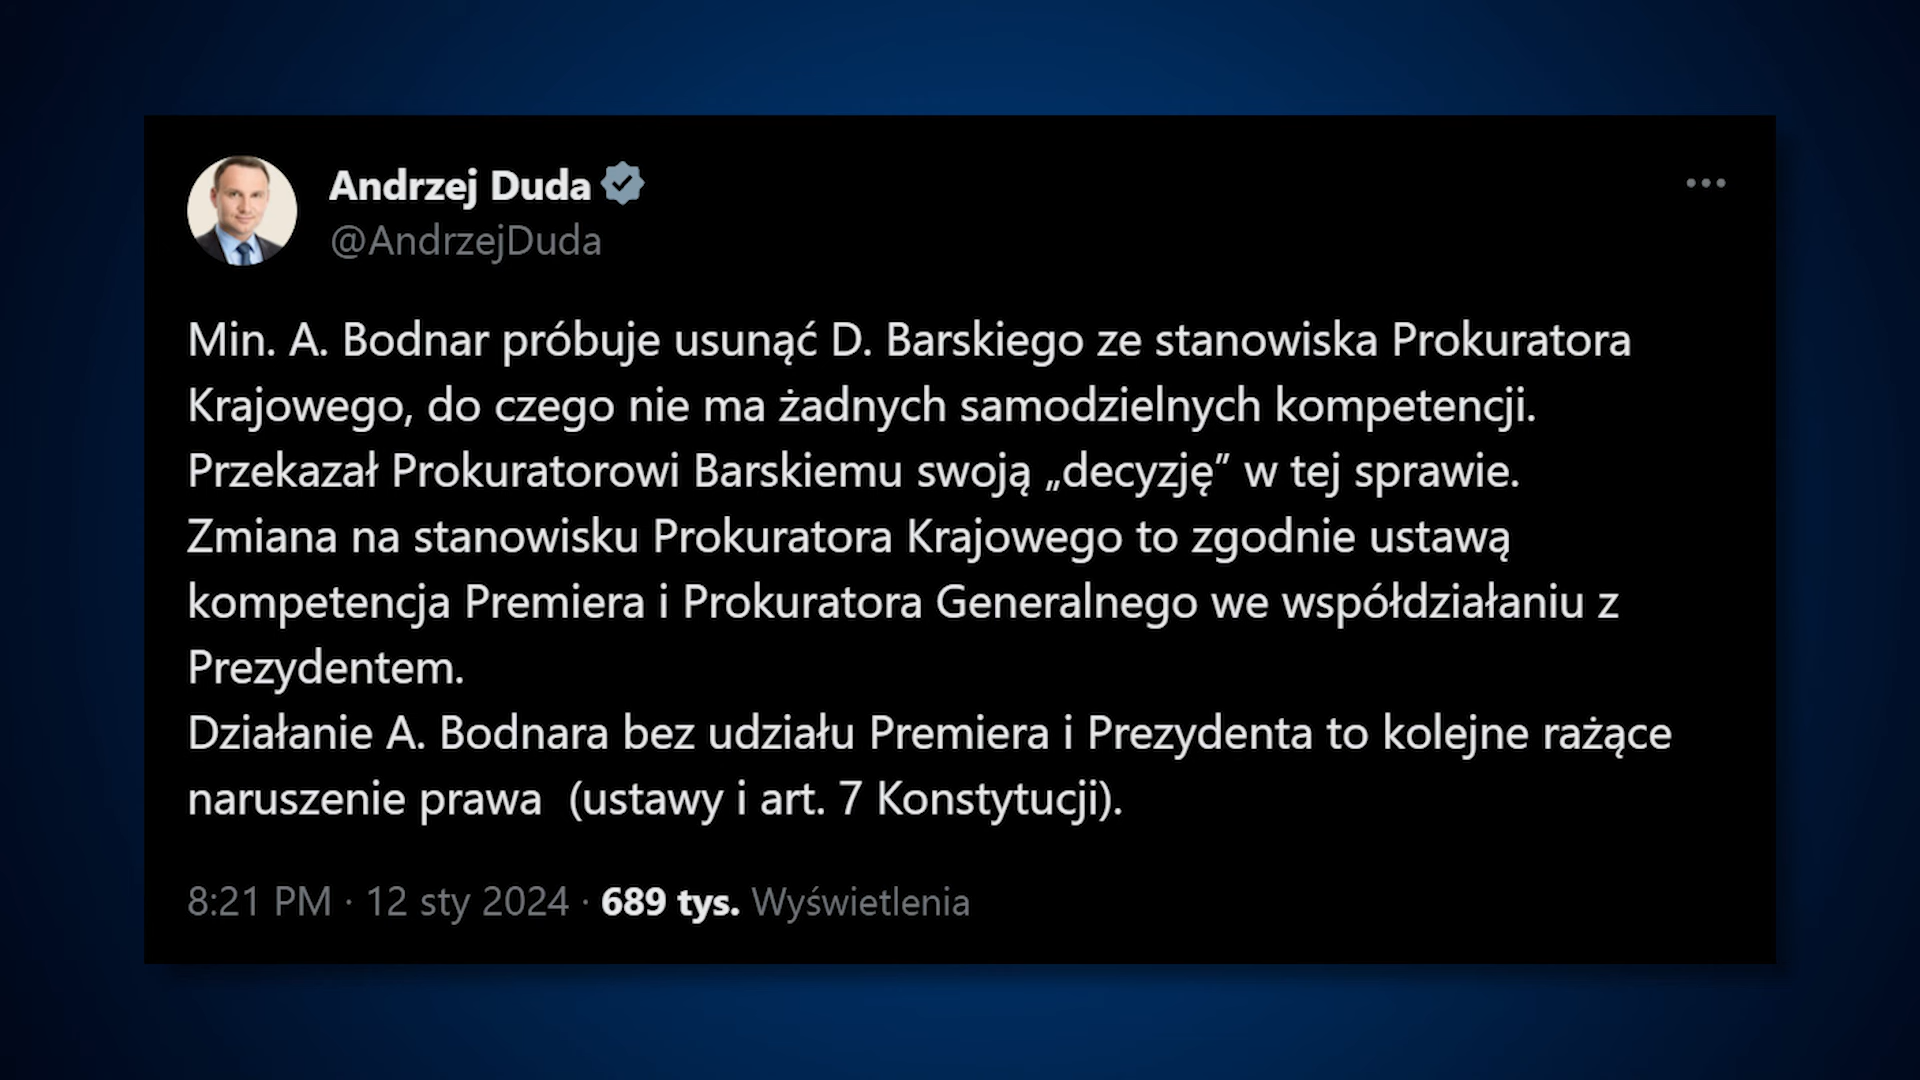 Andrzej Duda
@AndrzejDuda
Min. A. Bodnar próbuje usunąć D. Barskiego ze stanowiska Prokuratora
Krajowego, do czego nie ma żadnych samodzielnych kompetencji.
Przekazał Prokuratorowi Barskiemu swoją „decyzję” w tej sprawie.
Zmiana na stanowisku Prokuratora Krajowego to zgodnie ustawą
kompetencja Premiera i Prokuratora Generalnego we współdziałaniu z
Prezydentem.
Działanie A. Bodnara bez udziału Premiera i Prezydenta to kolejne rażące
naruszenie prawa  (ustawy i art. 7 Konstytucji).
8:21 PM · 12 sty 2024 · 689 tys. Wyświetlenia